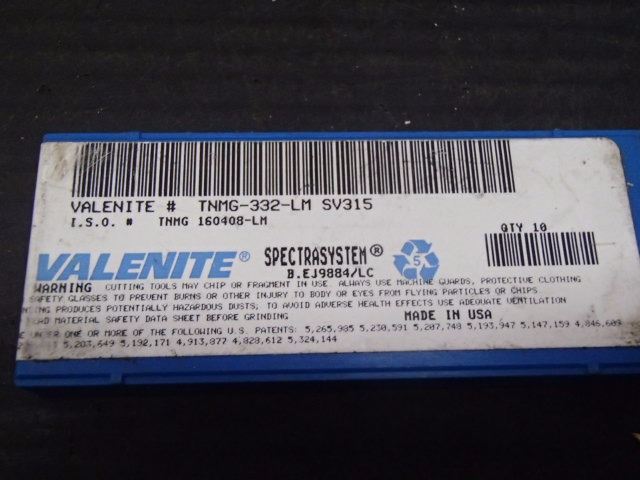 VALENITE # TNMG-332-LM SV315
I.S.O. # TNMG 160408-LM
QTY 10
VALENITE® SPECTRASYSTEM® 5
B.EJ9884/LC
WARNING CUTTING TOOLS MAY CHIP OR FRAGMENT IN USE. ALWAYS USE MACHINE GUARDS, PROTECTIVE CLOTHING
SAFETY GLASSES TO PREVENT BURNS OR OTHER INJURY TO BODY OR EYES FROM FLYING PARTICLES OR CHIPS.
PRODUCES POTENTIALLY HAZARDOUS DUSTS, TO AVOID ADVERSE HEALTH EFFECTS USE ADEQUATE VENTILATION
MATERIAL SAFETY DATA SHEET BEFORE GRINDING MADE IN USA
UNDER ONE OR MORE OF THE FOLLOWING U.S. PATENTS: 5,265,985 5,230,591 5,207,748 5,193,947 5,147,159 4,846,609
5,203,649 5,192,171 4,913,877 4,828,612 5,324,144